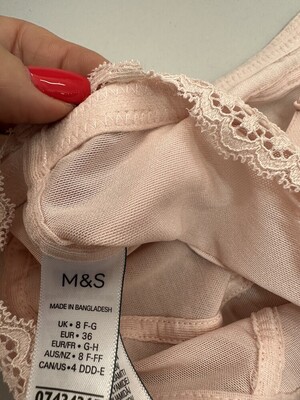 M&S
MADE IN BANGLADESH
UK • 8 F-G
EUR • 36
EUR/FR • G-H
AUS/NZ • 8 F-FF
CAN/US • 4 DDD-E